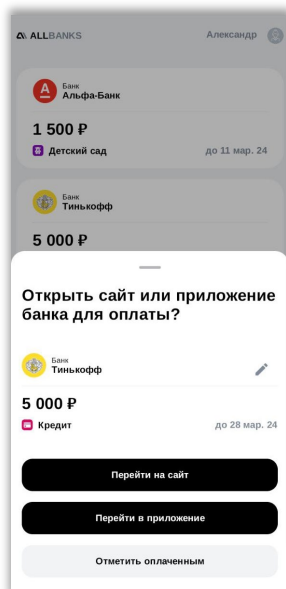 ALLBANKS
Александр
Банк
Альфа-Банк
1 500 ₽
Детский сад
до 11 мар. 24
Банк
Тинькофф
5 000 ₽
Открыть сайт или приложение
банка для оплаты?
Банк
Тинькофф
5 000 ₽
Кредит
до 28 мар. 24
Перейти на сайт
Перейти в приложение
Отметить оплаченным